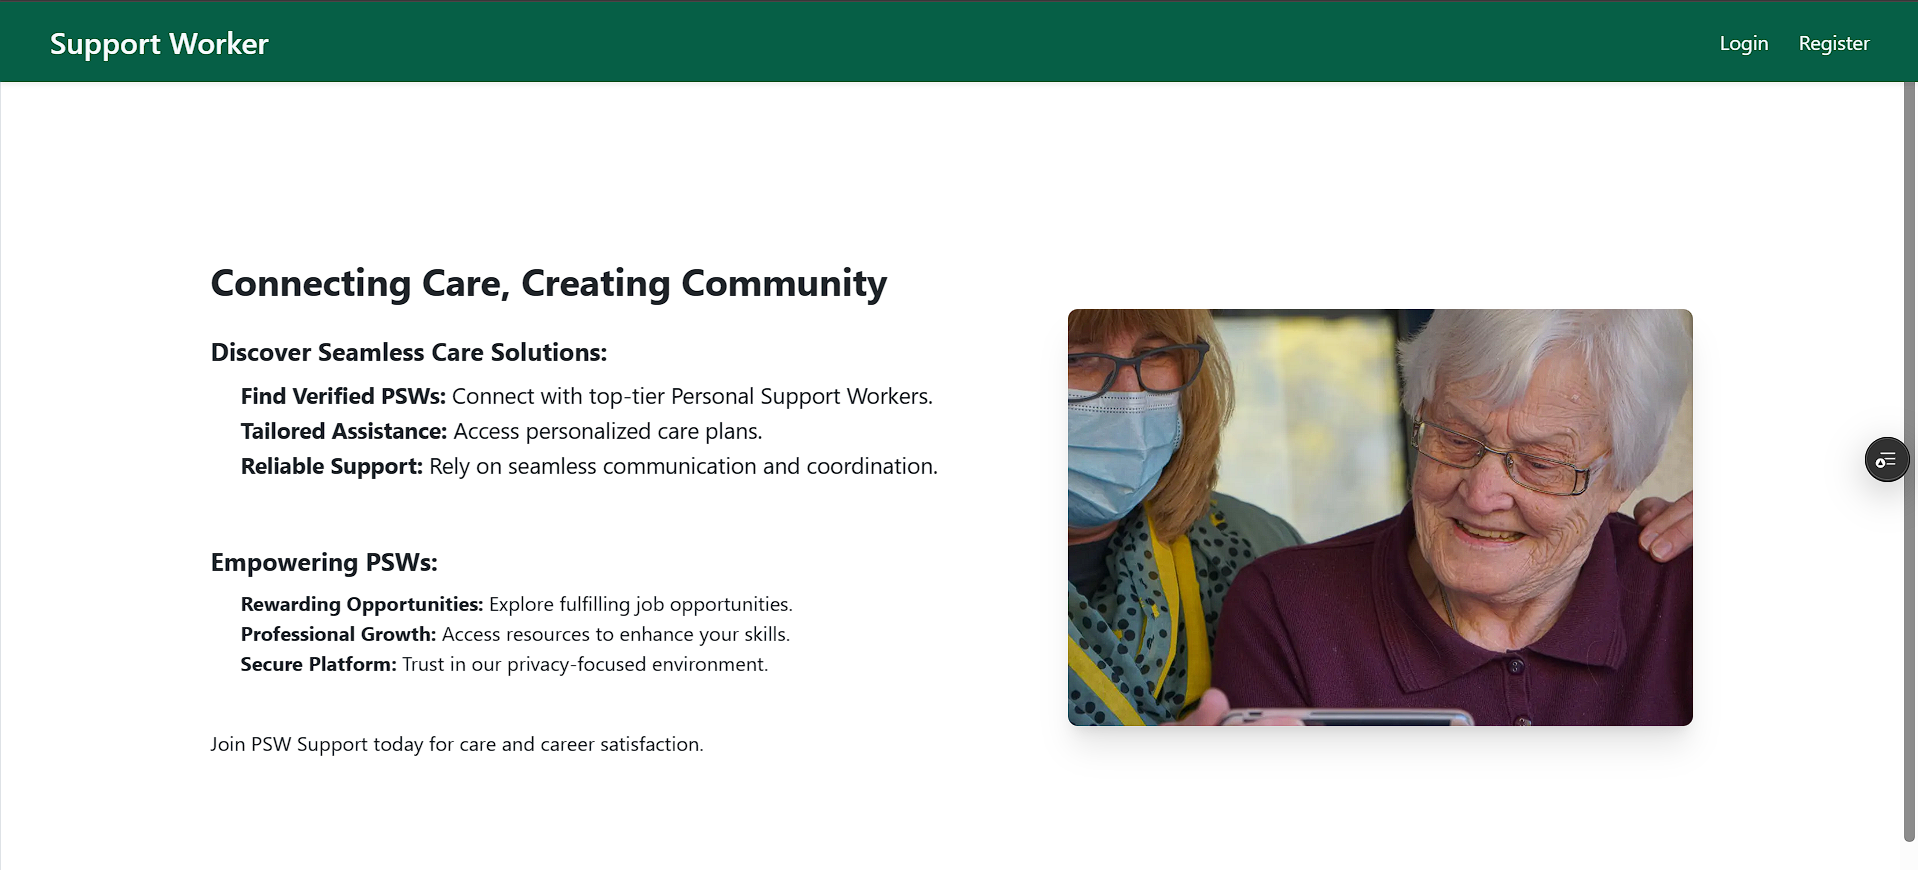 Support Worker
Login
Register
Connecting Care, Creating Community
Discover Seamless Care Solutions:
Find Verified PSWs: Connect with top-tier Personal Support Workers.
Tailored Assistance: Access personalized care plans.
Reliable Support: Rely on seamless communication and coordination.
Empowering PSWs:
Rewarding Opportunities: Explore fulfilling job opportunities.
Professional Growth: Access resources to enhance your skills.
Secure Platform: Trust in our privacy-focused environment.
Join PSW Support today for care and career satisfaction.